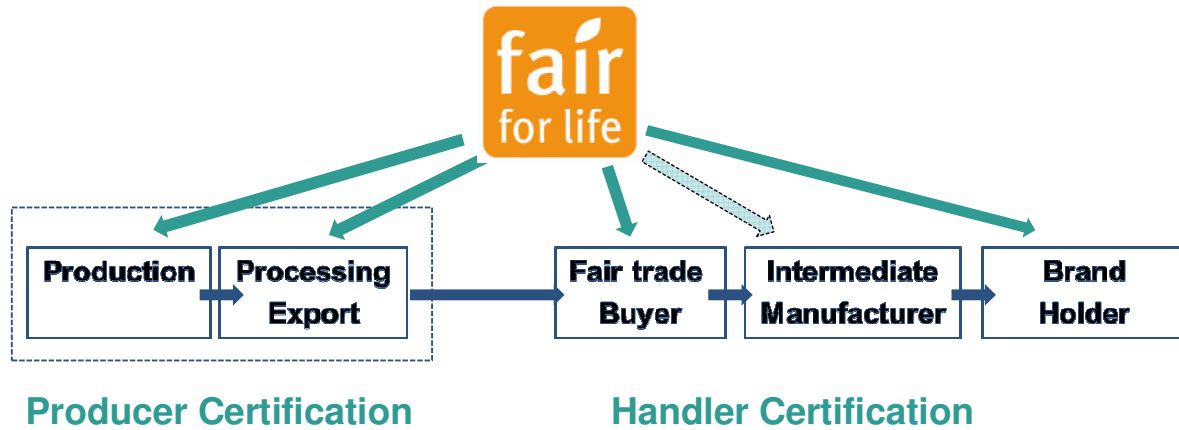 fair
for life
Production
Processing
Export
Fair trade
Buyer
Intermediate
Manufacturer
Brand
Holder
Producer Certification
Handler Certification